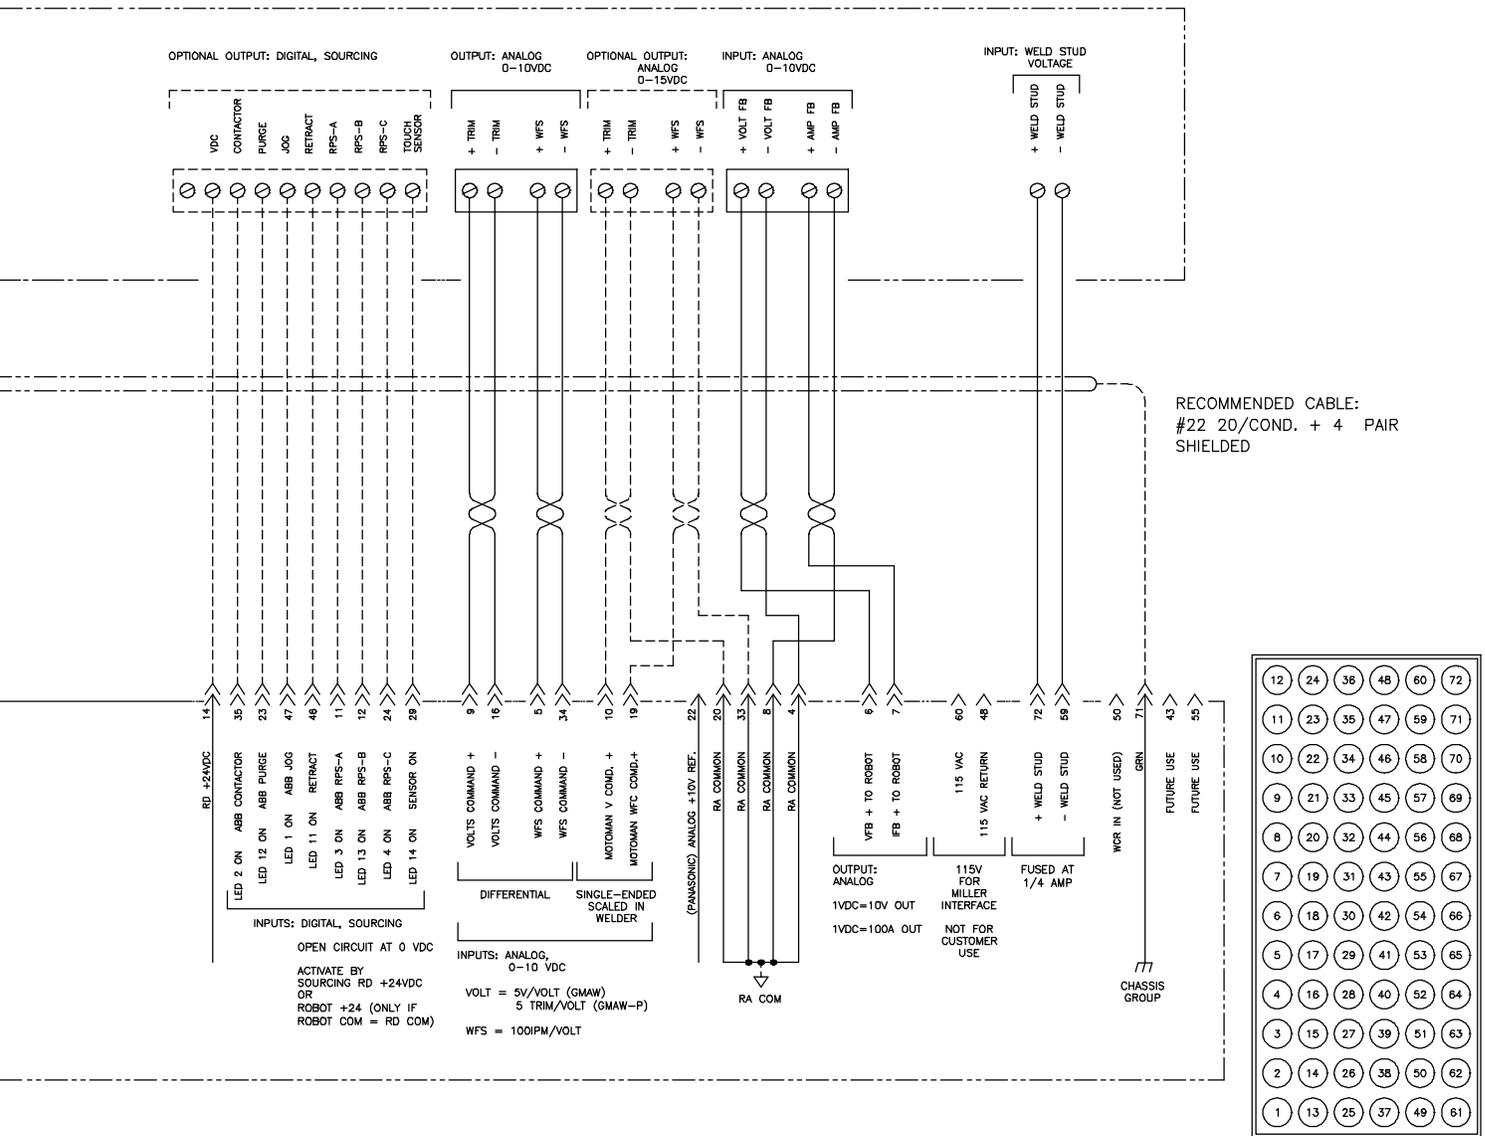 OPTIONAL OUTPUT: DIGITAL, SOURCING
OUTPUT: ANALOG
0-10VDC
OPTIONAL OUTPUT:
ANALOG
0-15VDC
INPUT: ANALOG
0-10VDC
INPUT: WELD STUD
VOLTAGE
VDC
CONTACTOR
PURGE
JOG
RETRACT
RPS-A
RPS-B
RPS-C
TOUCH
SENSOR
+ TRIM
- TRIM
+ WFS
- WFS
+ TRIM
- TRIM
+ WFS
- WFS
+ VOLT FB
- VOLT FB
+ AMP FB
- AMP FB
+ WELD STUD
- WELD STUD
RECOMMENDED CABLE:
#22 20/COND. + 4 PAIR
SHIELDED
14
35
23
47
46
11
12
24
29
9
16
5
34
10
19
22
20
33
8
4
6
7
60
48
72
59
50
71
43
55
RD +24VDC
LED 2 ON ABB CONTACTOR
LED 12 ON ABB PURGE
LED 1 ON ABB JOG
LED 11 ON RETRACT
LED 3 ON ABB RPS-A
LED 13 ON ABB RPS-B
LED 4 ON ABB RPS-C
LED 14 ON SENSOR ON
VOLTS COMMAND +
VOLTS COMMAND -
WFS COMMAND +
WFS COMMAND -
MOTOMAN V COND. +
MOTOMAN WFC COND.+
(PANASONIC) ANALOG +10V REF.
RA COMMON
RA COMMON
RA COMMON
RA COMMON
VFB + TO ROBOT
IFB + TO ROBOT
115 VAC
115 VAC RETURN
+ WELD STUD
- WELD STUD
WCR IN (NOT USED)
GRN
FUTURE USE
FUTURE USE
INPUTS: DIGITAL, SOURCING
OPEN CIRCUIT AT 0 VDC
ACTIVATE BY
SOURCING RD +24VDC
OR
ROBOT +24 (ONLY IF
ROBOT COM = RD COM)
DIFFERENTIAL
SINGLE-ENDED
SCALED IN
WELDER
INPUTS: ANALOG,
0-10 VDC
VOLT = 5V/VOLT (GMAW)
5 TRIM/VOLT (GMAW-P)
WFS = 100IPM/VOLT
RA COM
OUTPUT:
ANALOG
1VDC=10V OUT
1VDC=100A OUT
115V
FOR
MILLER
INTERFACE
NOT FOR
CUSTOMER
USE
FUSED AT
1/4 AMP
CHASSIS
GROUP
12 24 36 48 60 72
11 23 35 47 59 71
10 22 34 46 58 70
9 21 33 45 57 69
8 20 32 44 56 68
7 19 31 43 55 67
6 18 30 42 54 66
5 17 29 41 53 65
4 16 28 40 52 64
3 15 27 39 51 63
2 14 26 38 50 62
1 13 25 37 49 61